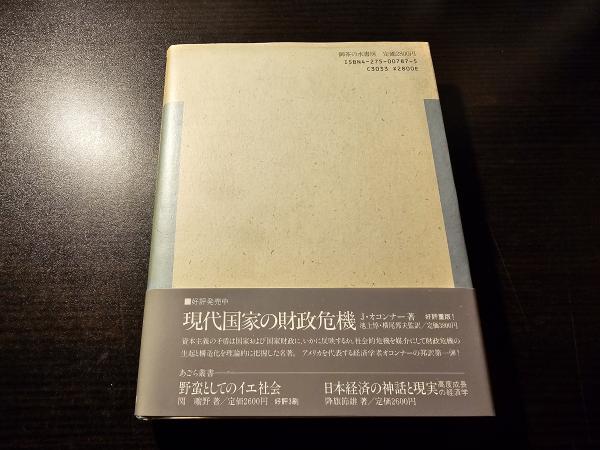 御茶の水書房 定価2800円
ISBN4-275-00787-5
C3033 ¥2800E
■好評発売中
現代国家の財政危機 J・オコンナー著 好評重版!
池上惇・横尾邦夫監訳/定価3800円
資本主義の矛盾は国家および国家財政に、いかに反映するか。社会的危機を媒介にして財政危機の
生起と構造化を理論的に把握した名著。アメリカを代表する経済学者オコンナーの邦訳第一弾!
あごら叢書
野蛮としてのイエ社会
関 曠野著/定価2600円 好評3刷
日本経済の神話と現実 高度成長の経済学
降旗節雄著/定価2600円